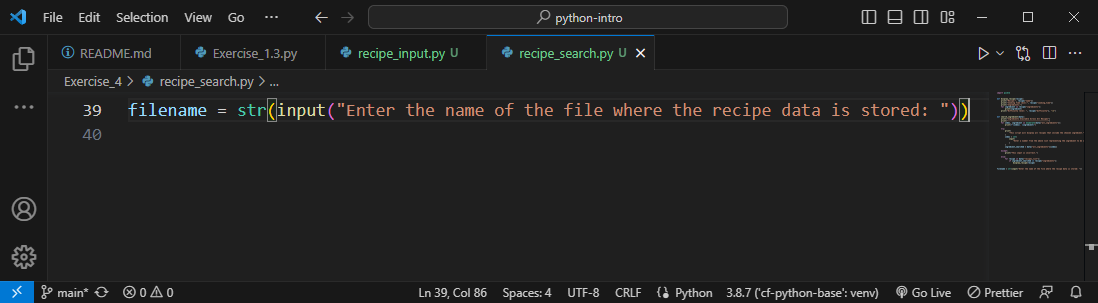 File Edit Selection View Go ··· python-intro
README.md Exercise_1.3.py recipe_input.py U recipe_search.py U
Exercise_4 > recipe_search.py > ...
39 filename = str(input("Enter the name of the file where the recipe data is stored: "))
40
main* 0 0 Ln 39, Col 86 Spaces: 4 UTF-8 CRLF Python 3.8.7 ('cf-python-base': venv) Go Live Prettier